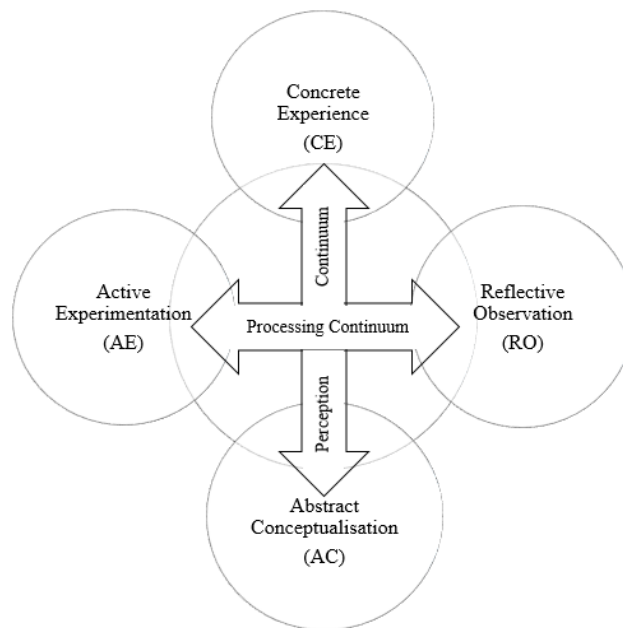 Concrete
Experience
(CE)
Continuum
Active
Experimentation
(AE)
Processing Continuum
Reflective
Observation
(RO)
Perception
Abstract
Conceptualisation
(AC)